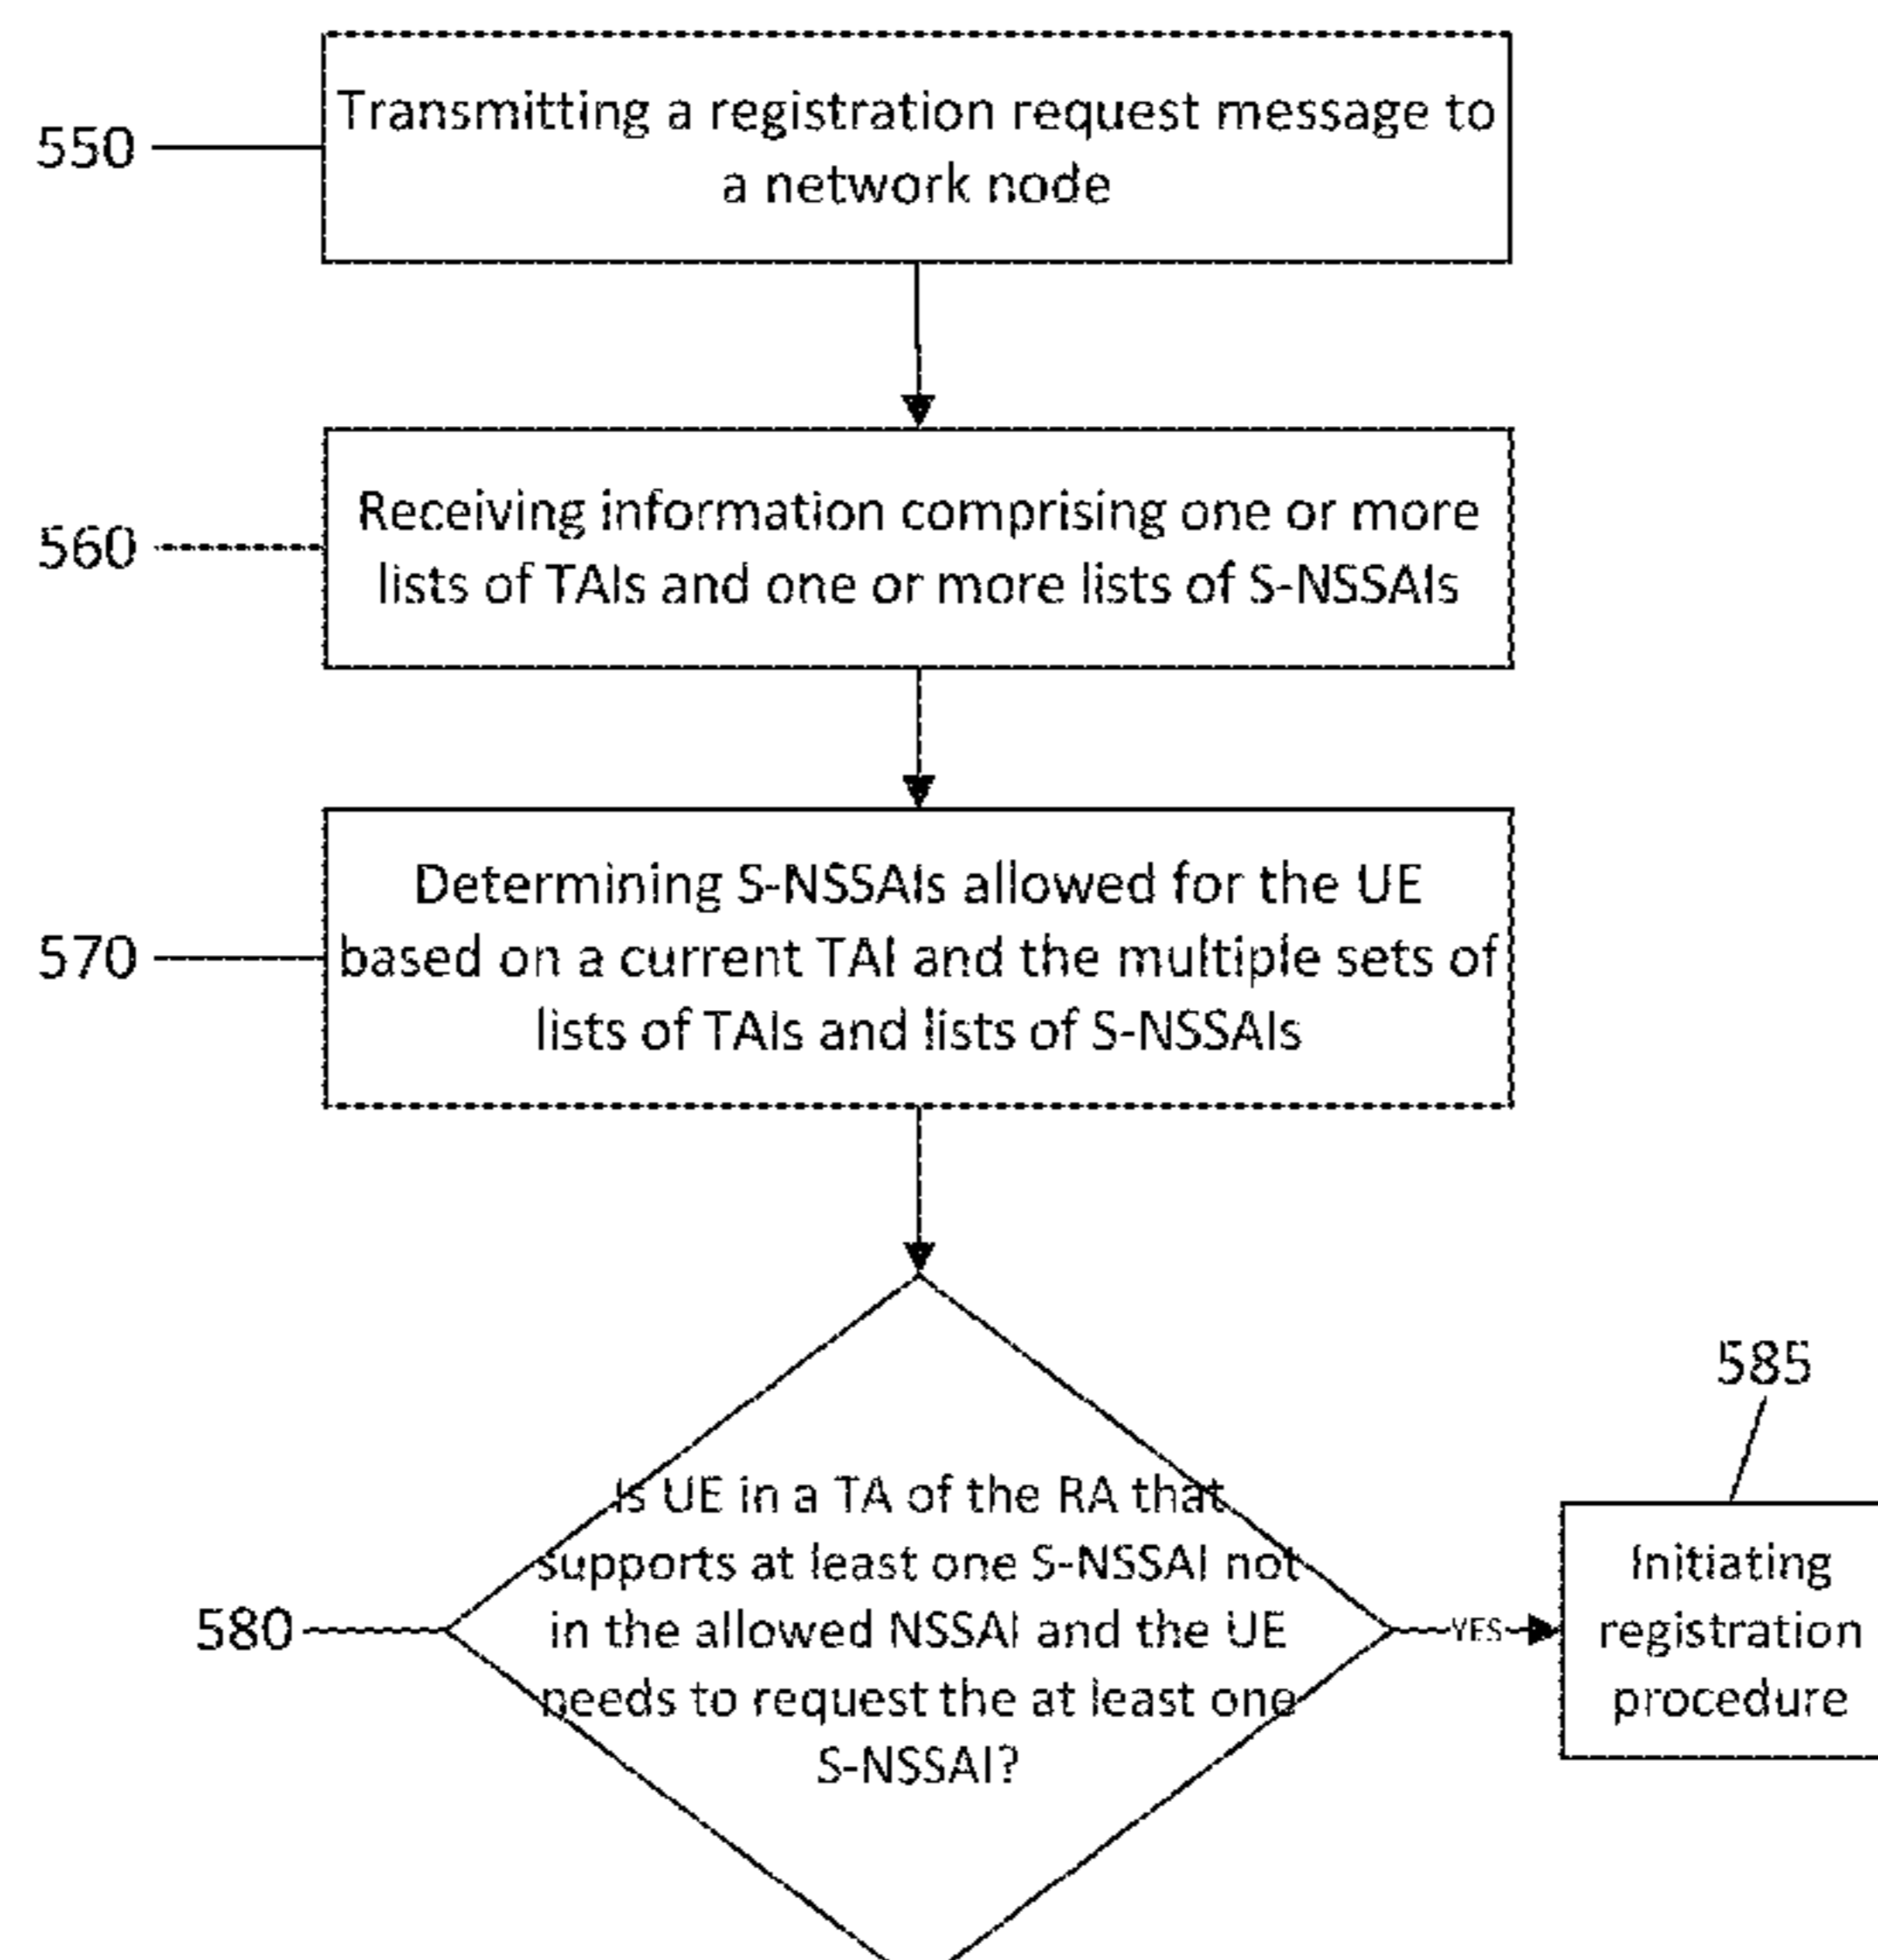 550
Transmitting a registration request message to
a network node
560
Receiving information comprising one or more
lists of TAIs and one or more lists of S-NSSAIs
570
Determining S-NSSAIs allowed for the UE
based on a current TAI and the multiple sets of
lists of TAIs and lists of S-NSSAIs
580
Is UE in a TA of the RA that
supports at least one S-NSSAI not
in the allowed NSSAI and the UE
needs to request the at least one
S-NSSAI?
YES
585
Initiating
registration
procedure